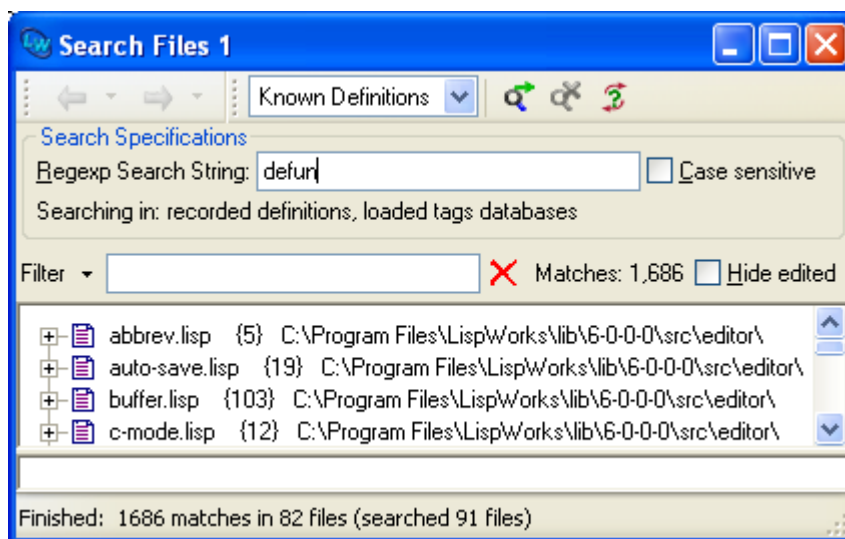 Search Files 1
Known Definitions
Search Specifications
Regexp Search String: defun Case sensitive
Searching in: recorded definitions, loaded tags databases
Filter Matches: 1,686 Hide edited
abbrev.lisp {5} C:\Program Files\LispWorks\lib\6-0-0-0\src\editor\
auto-save.lisp {19} C:\Program Files\LispWorks\lib\6-0-0-0\src\editor\
buffer.lisp {103} C:\Program Files\LispWorks\lib\6-0-0-0\src\editor\
c-mode.lisp {12} C:\Program Files\LispWorks\lib\6-0-0-0\src\editor\
Finished: 1686 matches in 82 files (searched 91 files)